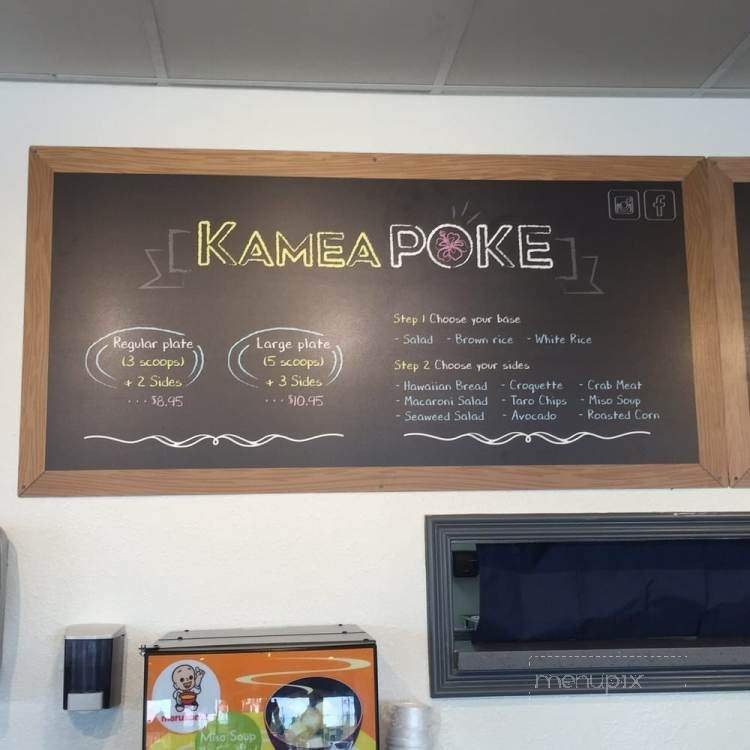 KAMEA POKE
Regular plate
(3 scoops)
+ 2 Sides
... $8.95
Large plate
(5 scoops)
+ 3 Sides
... $10.95
Step 1 Choose your base
- Salad - Brown rice - White Rice
Step 2 Choose your sides
- Hawaiian Bread - Croquette - Crab Meat
- Macaroni Salad - Taro Chips - Miso Soup
- Seaweed Salad - Avocado - Roasted Corn
Miso Soup
menupix